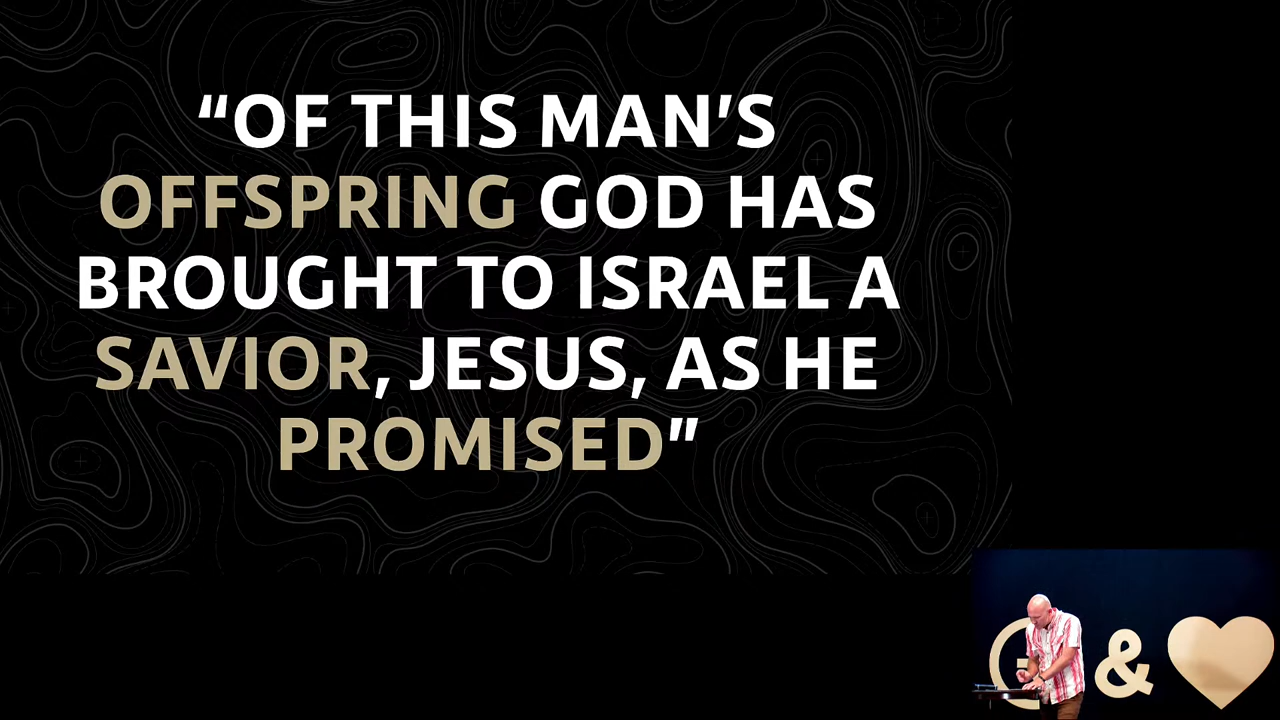 “OF THIS MAN’S
OFFSPRING GOD HAS
BROUGHT TO ISRAEL A
SAVIOR, JESUS, AS HE
PROMISED”
&